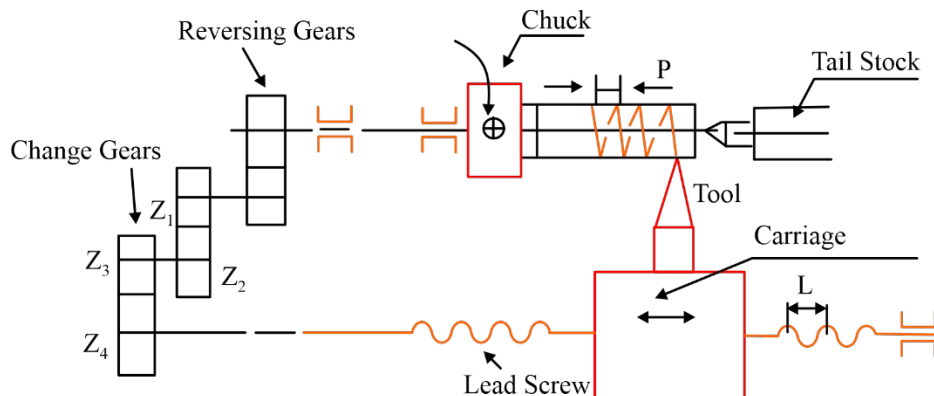 Reversing Gears
Chuck
Tail Stock
P
Change Gears
Z1
Tool
Z3
Z2
Carriage
L
Z4
Lead Screw